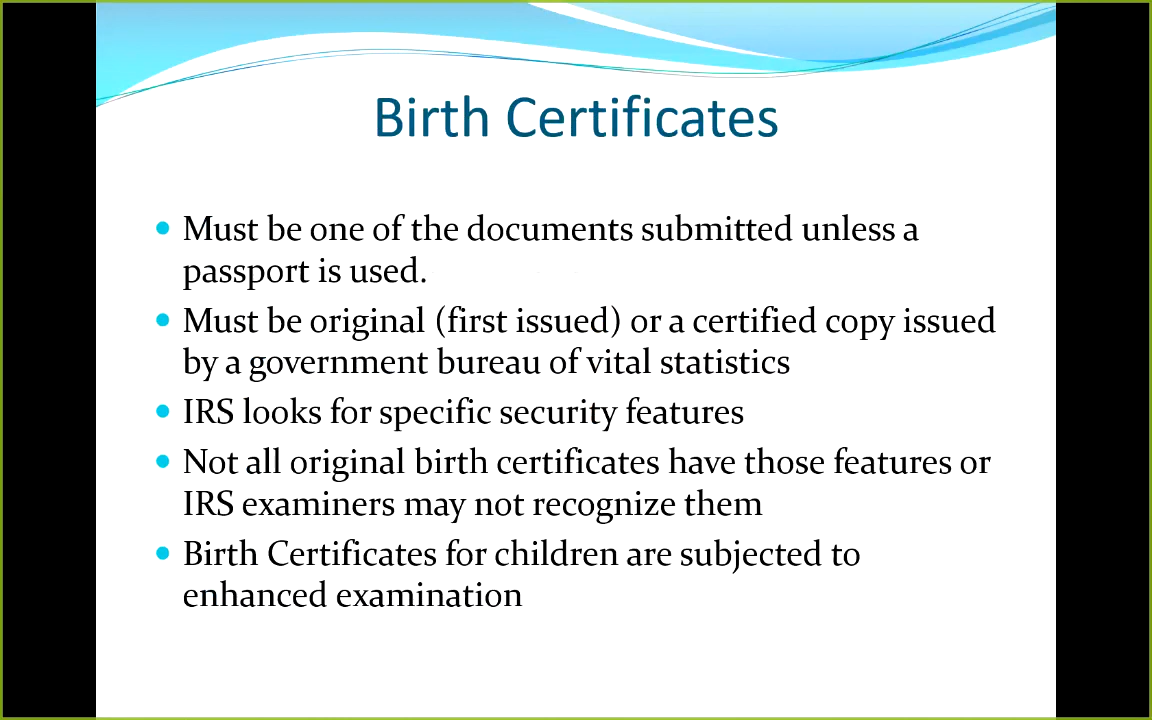 Birth Certificates
• Must be one of the documents submitted unless a
passport is used.
• Must be original (first issued) or a certified copy issued
by a government bureau of vital statistics
• IRS looks for specific security features
• Not all original birth certificates have those features or
IRS examiners may not recognize them
• Birth Certificates for children are subjected to
enhanced examination